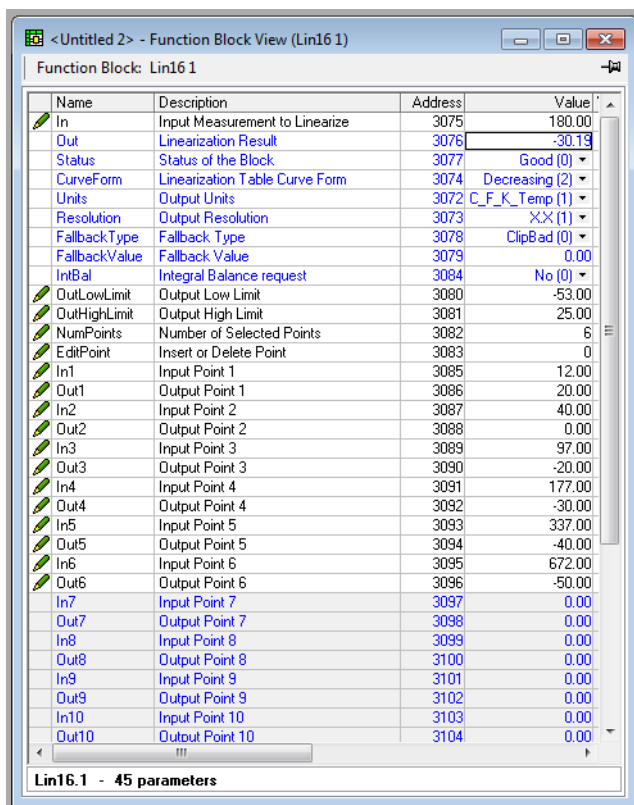 <Untitled 2> - Function Block View (Lin16 1)
Function Block: Lin16 1
Name Description Address Value
In Input Measurement to Linearize 3075 180.00
Out Linearization Result 3076 -30.19
Status Status of the Block 3077 Good (0)
CurveForm Linearization Table Curve Form 3074 Decreasing (2)
Units Output Units 3072 C_F_K_Temp (1)
Resolution Output Resolution 3073 X.X (1)
FallbackType Fallback Type 3078 ClipBad (0)
FallbackValue Fallback Value 3079 0.00
IntBal Integral Balance request 3084 No (0)
OutLowLimit Output Low Limit 3080 -53.00
OutHighLimit Output High Limit 3081 25.00
NumPoints Number of Selected Points 3082 6
EditPoint Insert or Delete Point 3083 0
In1 Input Point 1 3085 12.00
Out1 Output Point 1 3086 20.00
In2 Input Point 2 3087 40.00
Out2 Output Point 2 3088 0.00
In3 Input Point 3 3089 97.00
Out3 Output Point 3 3090 -20.00
In4 Input Point 4 3091 177.00
Out4 Output Point 4 3092 -30.00
In5 Input Point 5 3093 337.00
Out5 Output Point 5 3094 -40.00
In6 Input Point 6 3095 672.00
Out6 Output Point 6 3096 -50.00
In7 Input Point 7 3097 0.00
Out7 Output Point 7 3098 0.00
In8 Input Point 8 3099 0.00
Out8 Output Point 8 3100 0.00
In9 Input Point 9 3101 0.00
Out9 Output Point 9 3102 0.00
In10 Input Point 10 3103 0.00
Out10 Output Point 10 3104 0.00
Lin16.1 - 45 parameters